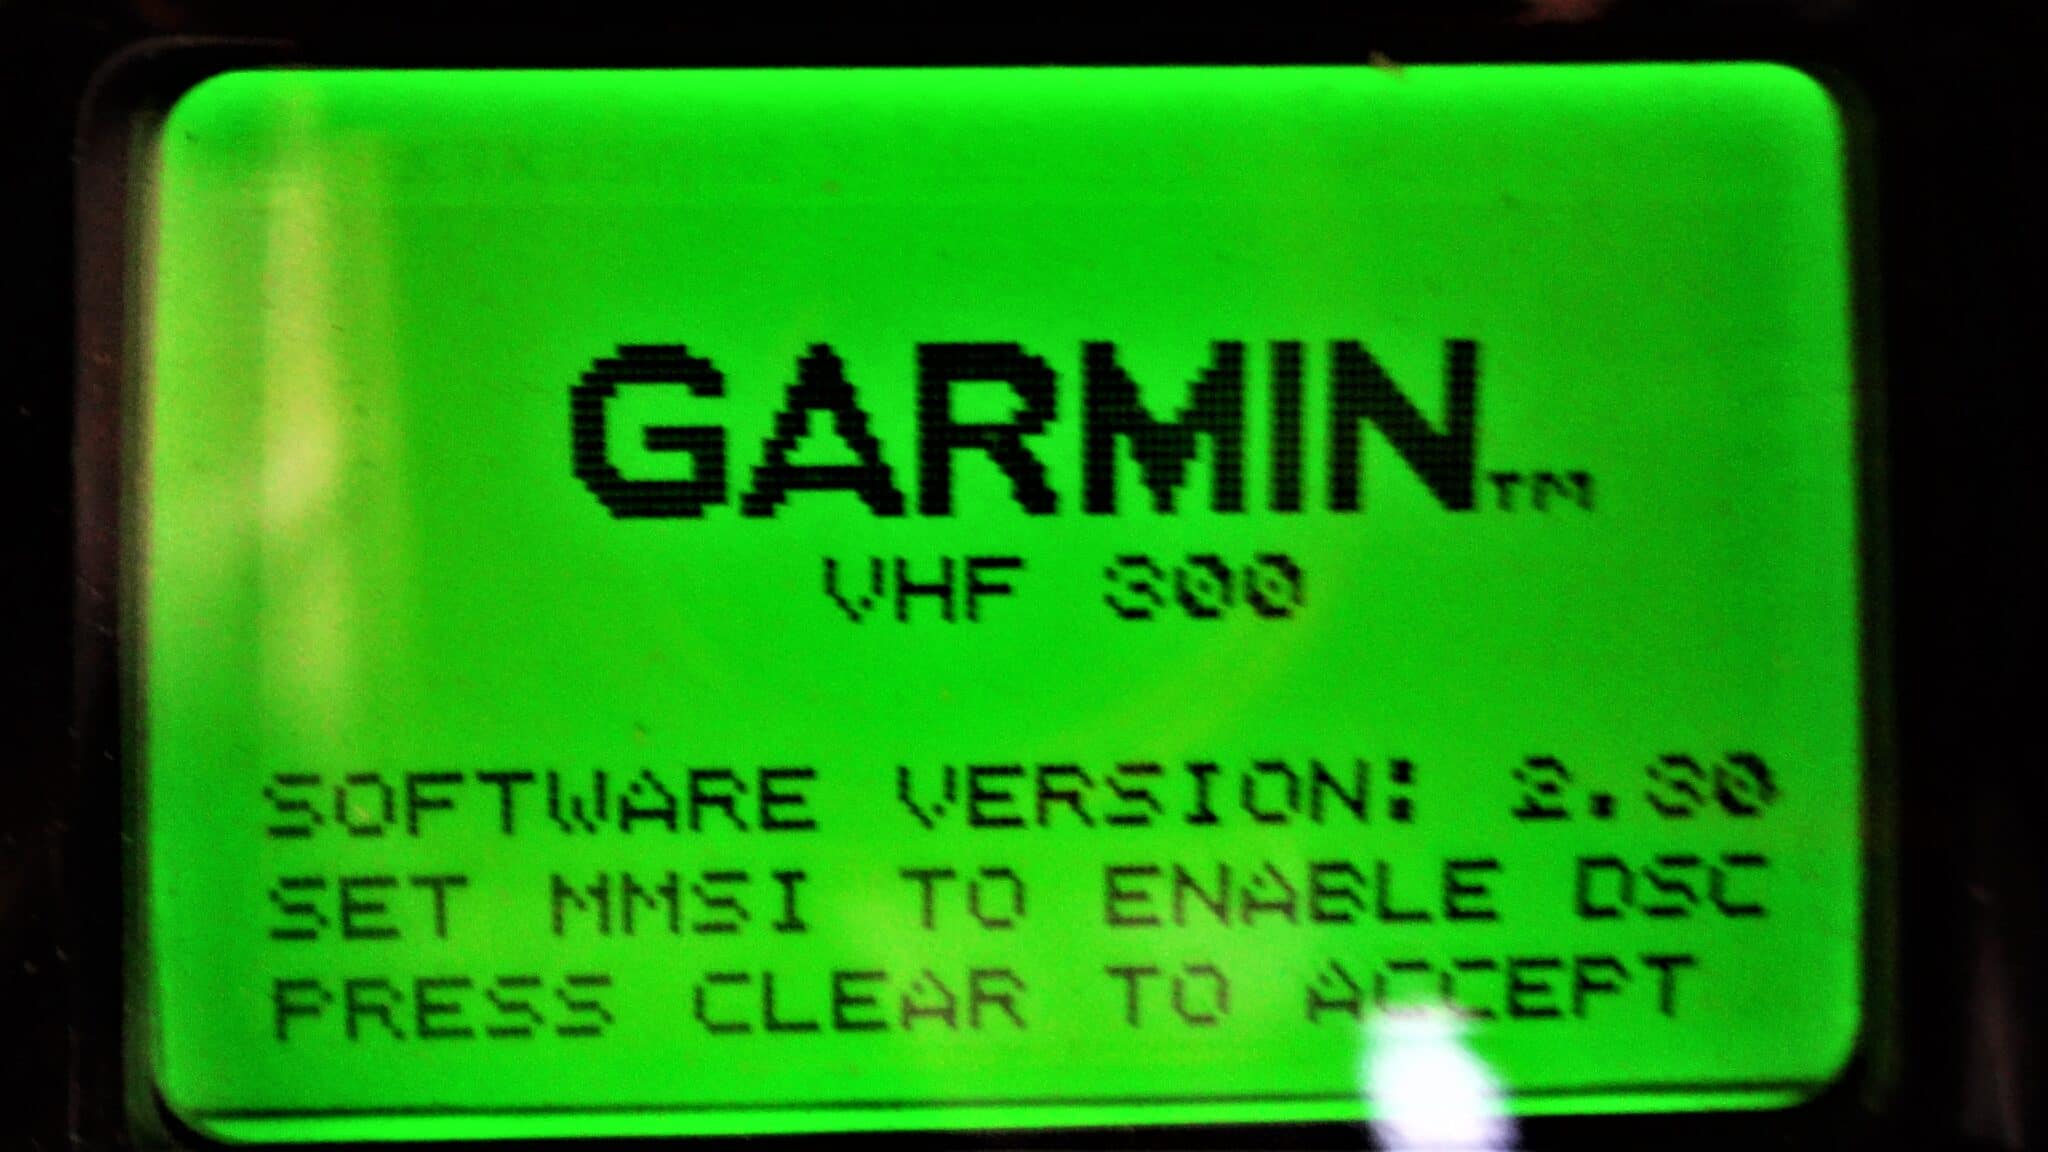 GARMIN™
VHF 300
SOFTWARE VERSION: 2.30
SET MMSI TO ENABLE DSC
PRESS CLEAR TO ACCEPT